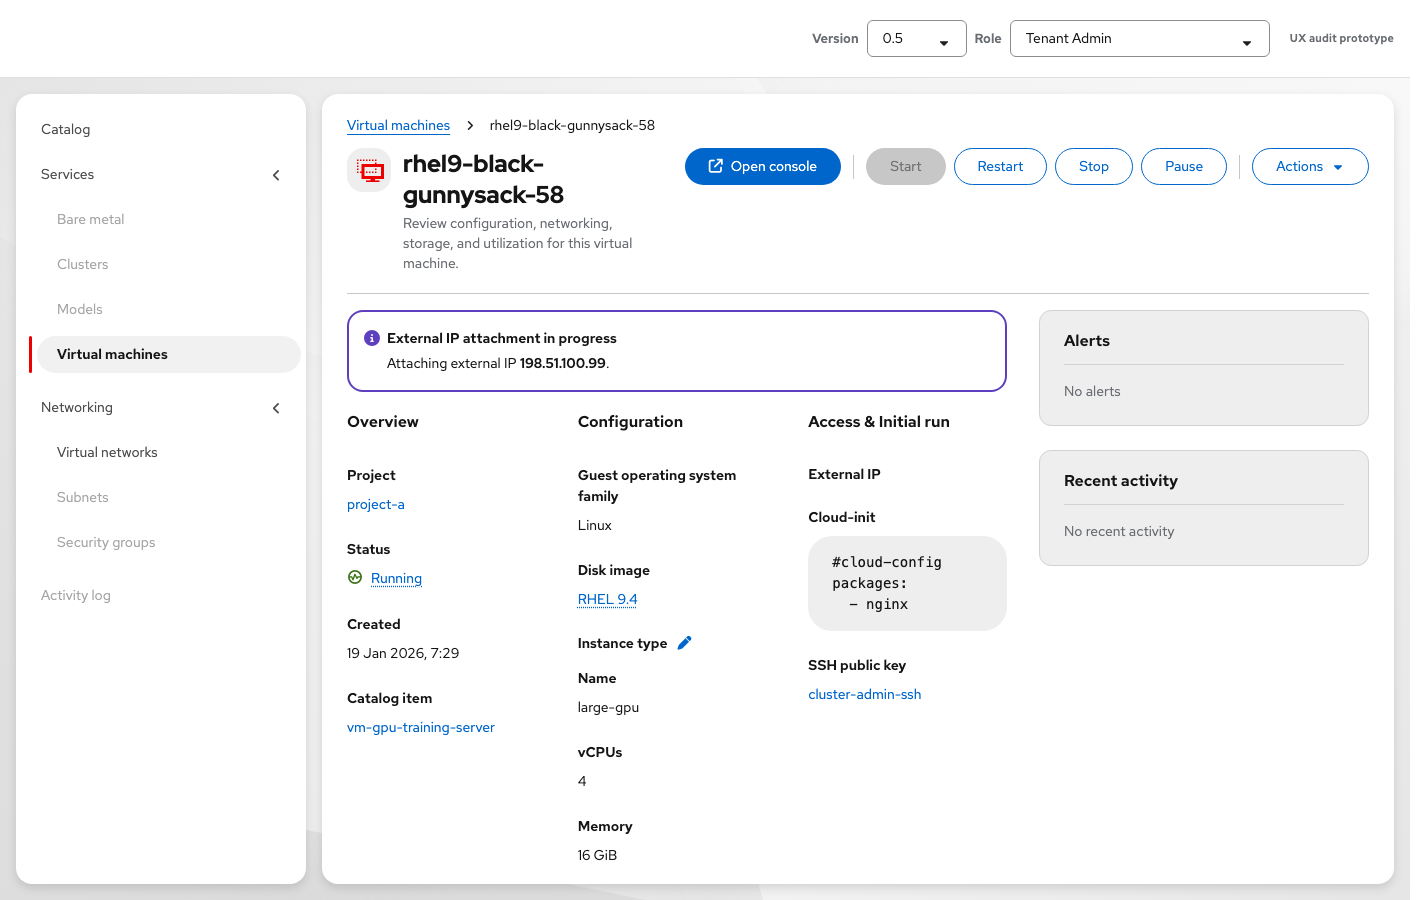 Version
0.5
Role
Tenant Admin
UX audit prototype
Catalog
Services
Bare metal
Clusters
Models
Virtual machines
Networking
Virtual networks
Subnets
Security groups
Activity log
Virtual machines
rhel9-black-gunnysack-58
rhel9-black-
gunnysack-58
Review configuration, networking,
storage, and utilization for this virtual
machine.
Open console
Start
Restart
Stop
Pause
Actions
External IP attachment in progress
Attaching external IP 198.51.100.99.
Overview
Project
project-a
Status
Running
Created
19 Jan 2026, 7:29
Catalog item
vm-gpu-training-server
Configuration
Guest operating system
family
Linux
Disk image
RHEL 9.4
Instance type
Name
large-gpu
vCPUs
4
Memory
16 GiB
Access & Initial run
External IP
Cloud-init
#cloud-config
packages:
  - nginx
SSH public key
cluster-admin-ssh
Alerts
No alerts
Recent activity
No recent activity